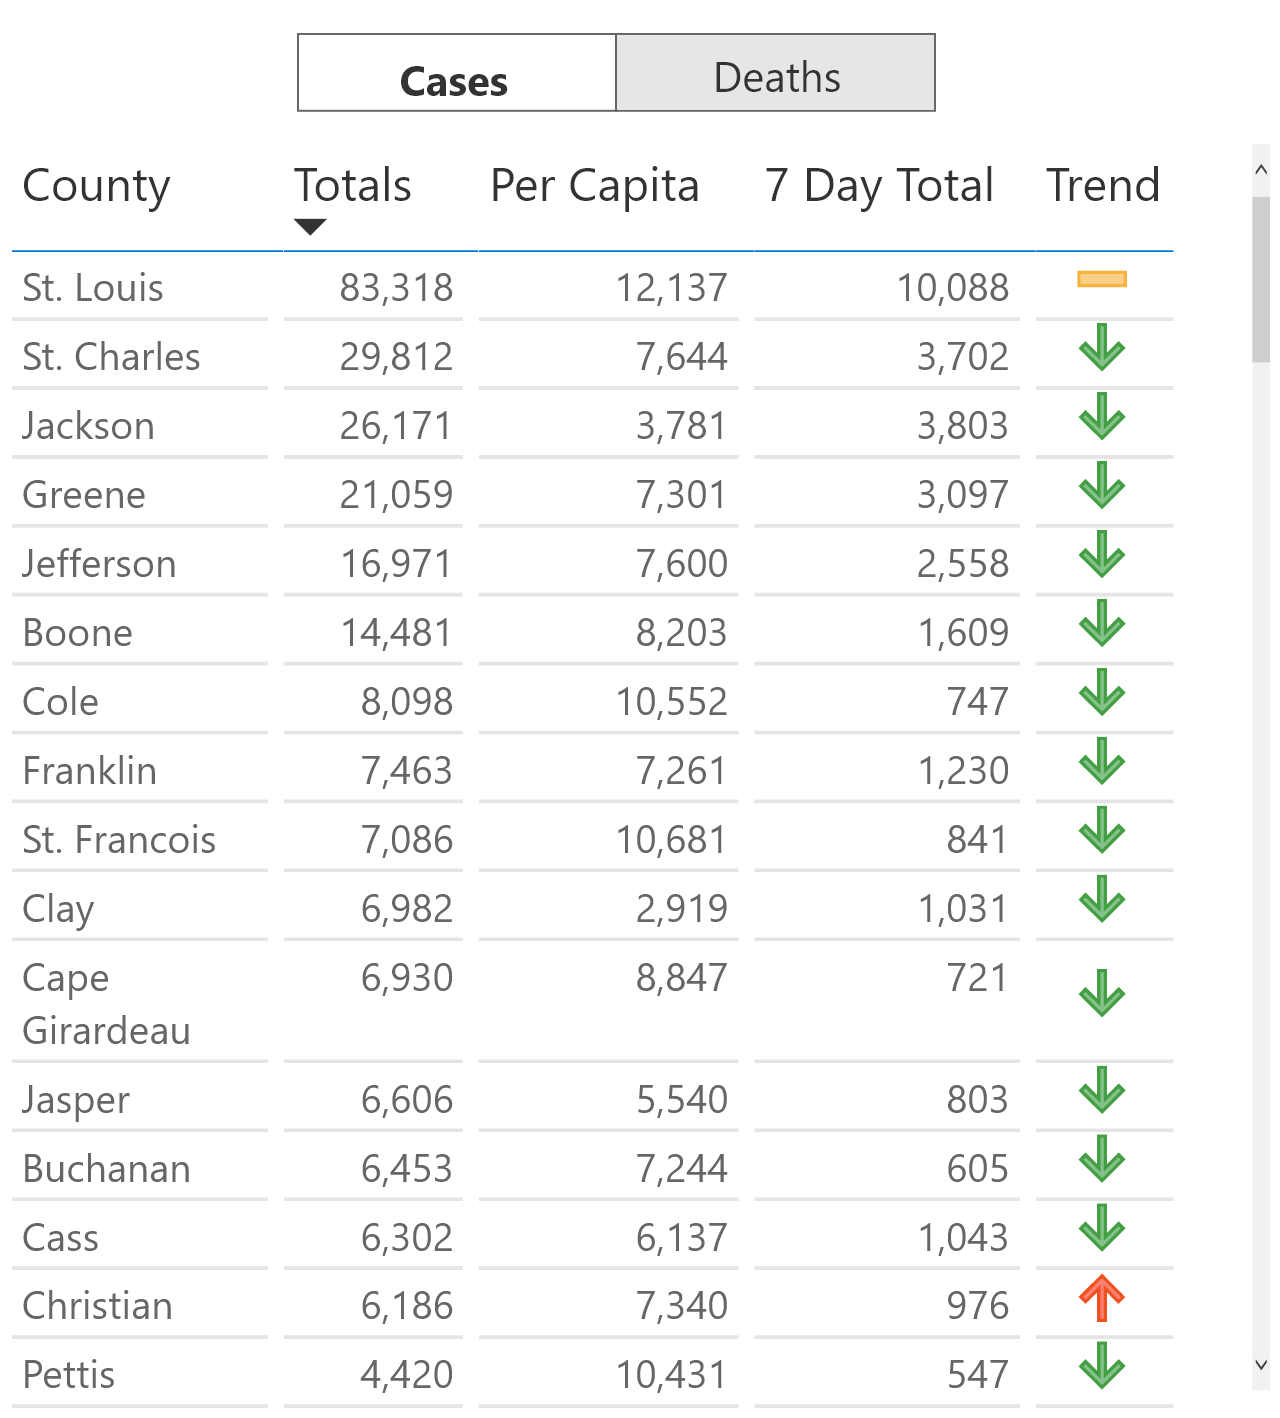 Cases Deaths
County Totals Per Capita 7 Day Total Trend
St. Louis 83,318 12,137 10,088
St. Charles 29,812 7,644 3,702
Jackson 26,171 3,781 3,803
Greene 21,059 7,301 3,097
Jefferson 16,971 7,600 2,558
Boone 14,481 8,203 1,609
Cole 8,098 10,552 747
Franklin 7,463 7,261 1,230
St. Francois 7,086 10,681 841
Clay 6,982 2,919 1,031
Cape 6,930 8,847 721
Girardeau
Jasper 6,606 5,540 803
Buchanan 6,453 7,244 605
Cass 6,302 6,137 1,043
Christian 6,186 7,340 976
Pettis 4,420 10,431 547